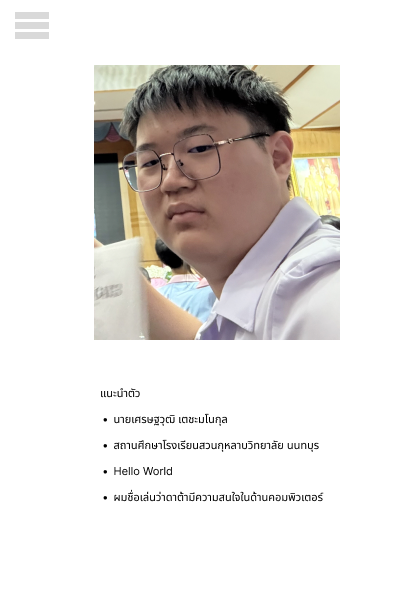 แนะนำตัว
• นายเศรษฐวุฒิ เตชะมโนกุล
• สถานศึกษาโรงเรียนสวนกุหลาบวิทยาลัย นนทบุร
• Hello World
• ผมชื่อเล่นว่าดาต้ามีความสนใจในด้านคอมพิวเตอร์